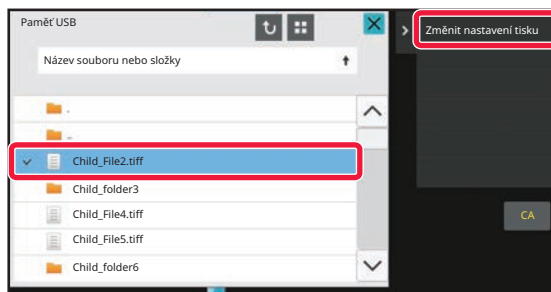 Paměť USB
Změnit nastavení tisku
Název souboru nebo složky
.
..
Child_File2.tiff
Child_folder3
Child_File4.tiff
Child_File5.tiff
Child_folder6
CA